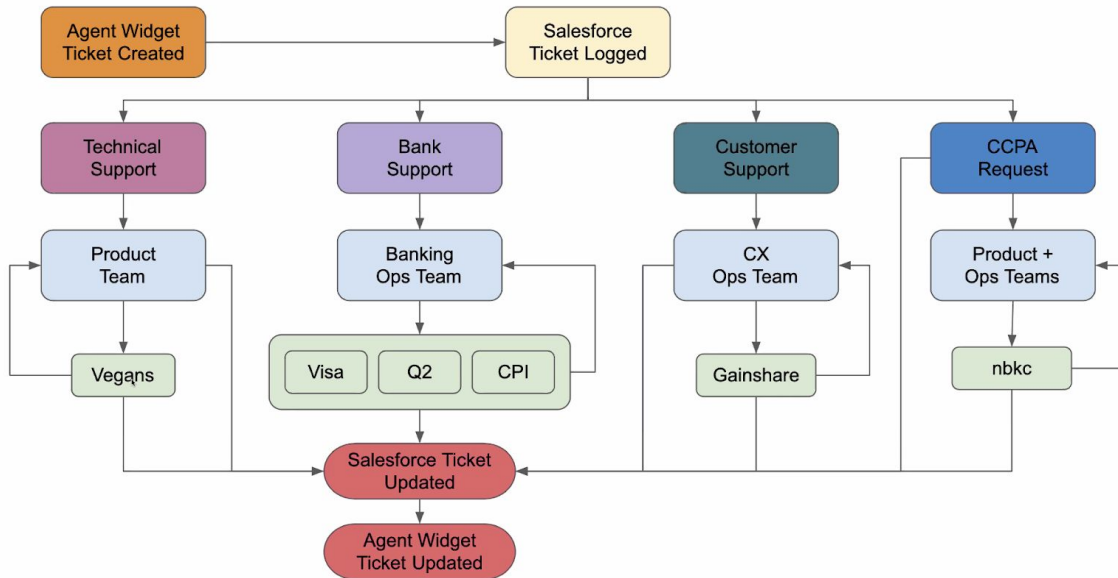 Agent Widget
Ticket Created
Salesforce
Ticket Logged
Technical
Support
Bank
Support
Customer
Support
CCPA
Request
Product
Team
Banking
Ops Team
CX
Ops Team
Product +
Ops Teams
Vegans
Visa
Q2
CPI
Gainshare
nbkc
Salesforce Ticket
Updated
Agent Widget
Ticket Updated